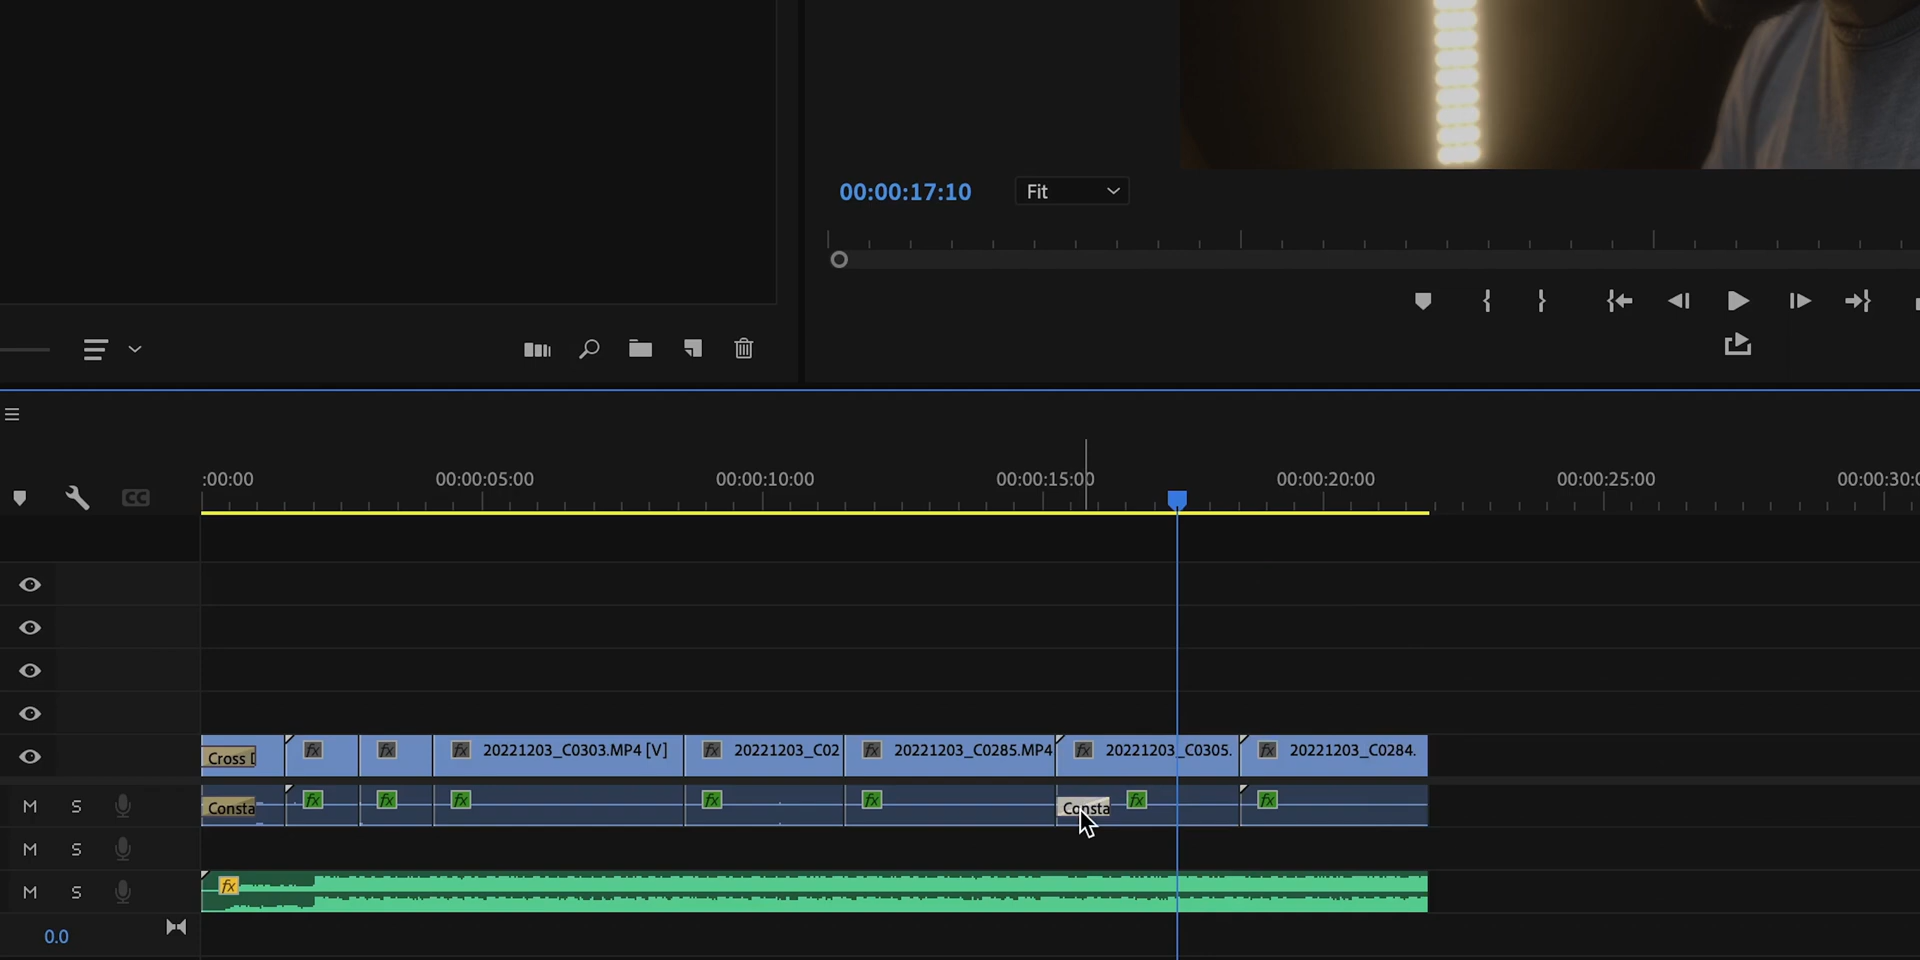 00:00:17:10
Fit
:00:00
00:00:05:00
00:00:10:00
00:00:15:00
00:00:20:00
00:00:25:00
00:00:30:0
CC
Cross D
fx
fx
fx
20221203_C0303.MP4 [V]
fx
20221203_C02
fx
20221203_C0285.MP4
fx
20221203_C0305.
fx
20221203_C0284.
M
S
Consta
fx
fx
fx
fx
fx
Consta
fx
fx
M
S
M
S
fx
0.0